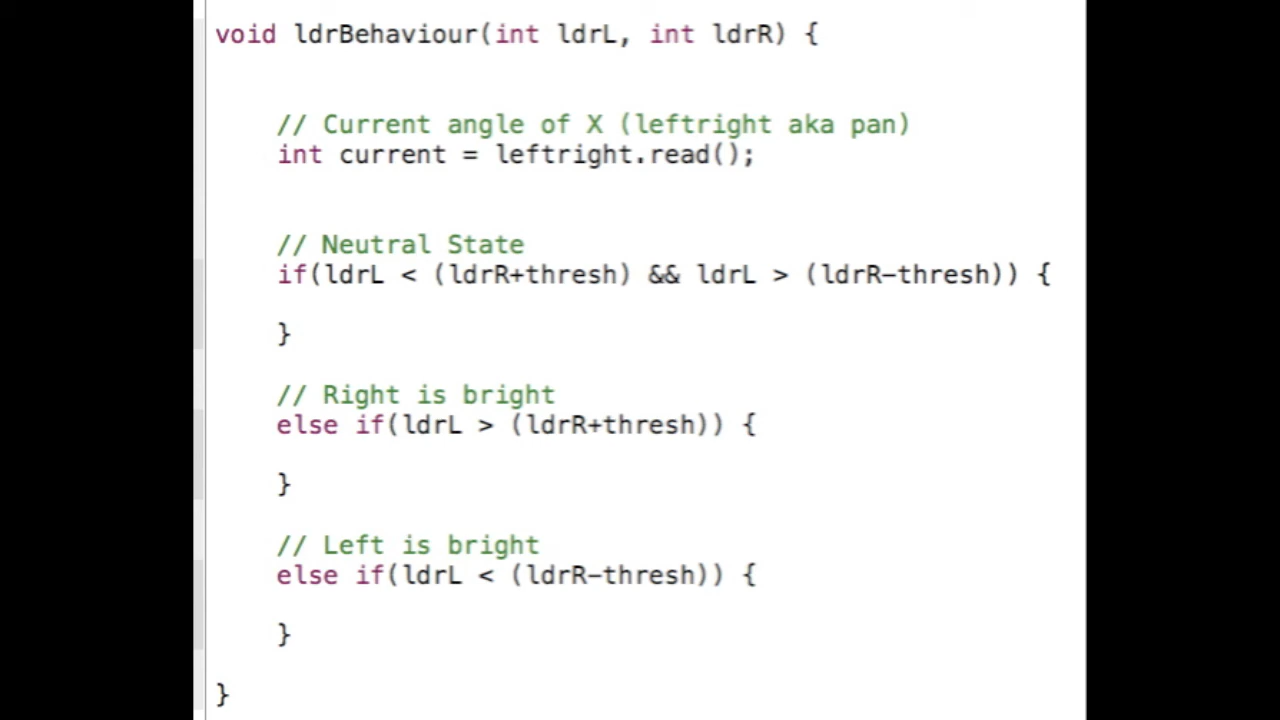 void ldrBehaviour(int ldrL, int ldrR) {
// Current angle of X (leftright aka pan)
int current = leftright.read();
// Neutral State
if(ldrL < (ldrR+thresh) && ldrL > (ldrR-thresh)) {
}
// Right is bright
else if(ldrL > (ldrR+thresh)) {
}
// Left is bright
else if(ldrL < (ldrR-thresh)) {
}
}